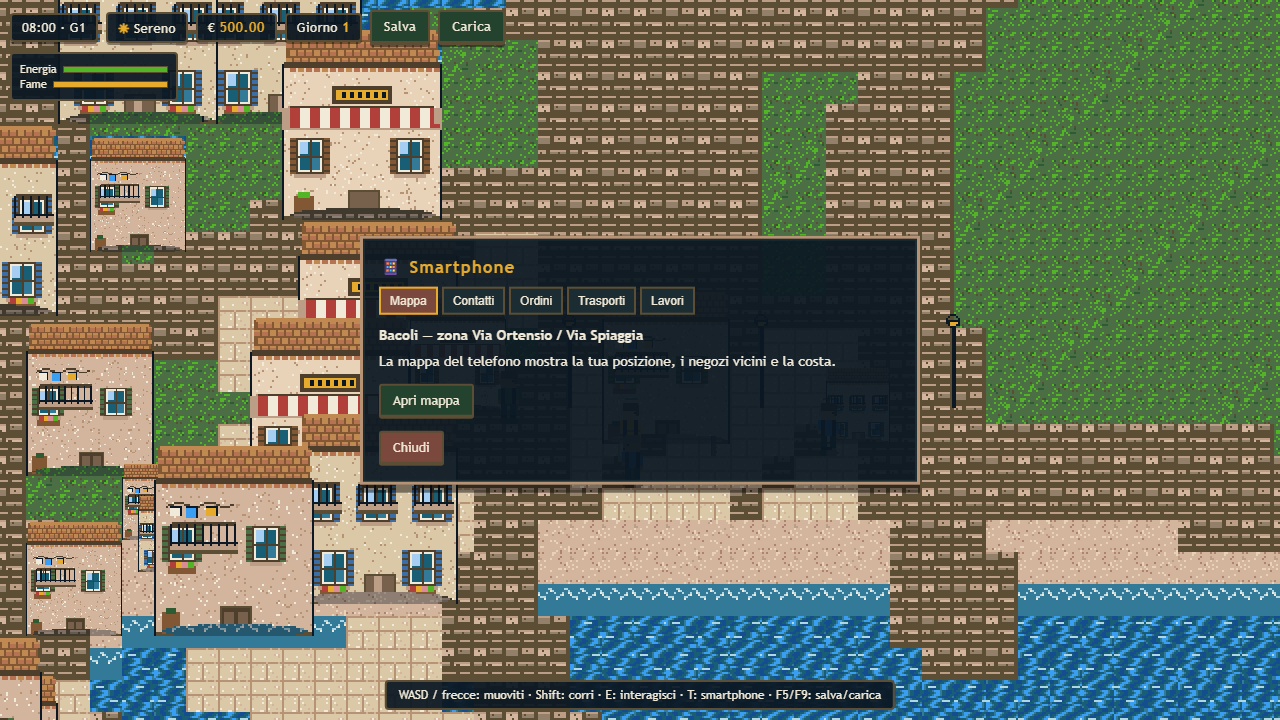 08:00 · G1
Sereno
€ 500.00
Giorno 1
Salva
Carica
Energia
Fame
Smartphone
Mappa
Contatti
Ordini
Trasporti
Lavori
Bacoli — zona Via Ortensio / Via Spiaggia
La mappa del telefono mostra la tua posizione, i negozi vicini e la costa.
Apri mappa
Chiudi
WASD / frecce: muoviti · Shift: corri · E: interagisci · T: smartphone · F5/F9: salva/carica